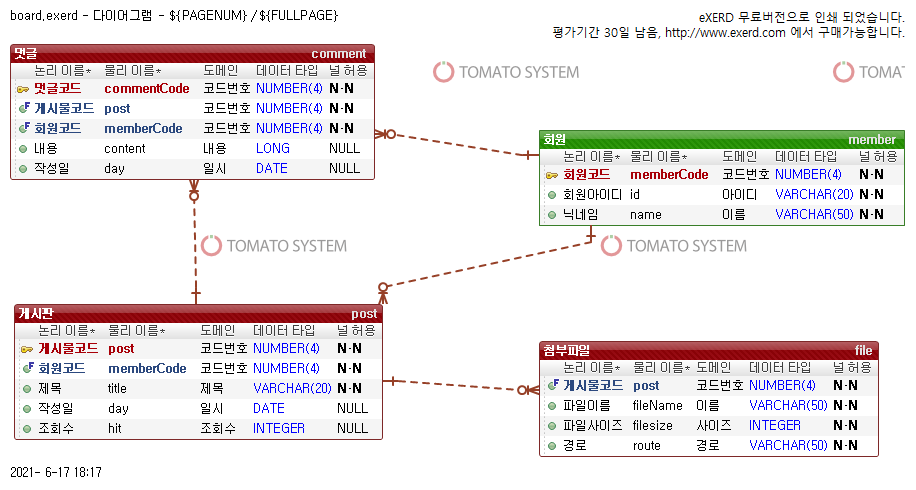 board.exerd - 다이어그램 - ${PAGENUM}/${FULLPAGE}
eXERD 무료버전으로 인쇄 되었습니다.
평가기간 30일 남음, http://www.exerd.com 에서 구매가능합니다.
댓글 comment
논리 이름* 물리 이름* 도메인 데이터 타입 널 허용
댓글코드 commentCode 코드번호 NUMBER(4) N·N
게시물코드 post 코드번호 NUMBER(4) N·N
회원코드 memberCode 코드번호 NUMBER(4) N·N
내용 content 내용 LONG NULL
작성일 day 일시 DATE NULL
TOMATO SYSTEM
TOMA
회원 member
논리 이름* 물리 이름* 도메인 데이터 타입 널 허용
회원코드 memberCode 코드번호 NUMBER(4) N·N
회원아이디 id 아이디 VARCHAR(20) N·N
닉네임 name 이름 VARCHAR(50) N·N
TOMATO SYSTEM
TOMATO SYSTEM
게시판 post
논리 이름* 물리 이름* 도메인 데이터 타입 널 허용
게시물코드 post 코드번호 NUMBER(4) N·N
회원코드 memberCode 코드번호 NUMBER(4) N·N
제목 title 제목 VARCHAR(20) N·N
작성일 day 일시 DATE NULL
조회수 hit 조회수 INTEGER NULL
첨부파일 file
논리 이름* 물리 이름* 도메인 데이터 타입 널 허용
게시물코드 post 코드번호 NUMBER(4) N·N
파일이름 fileName 이름 VARCHAR(50) N·N
파일사이즈 filesize 사이즈 INTEGER N·N
경로 route 경로 VARCHAR(50) N·N
2021- 6-17 18:17